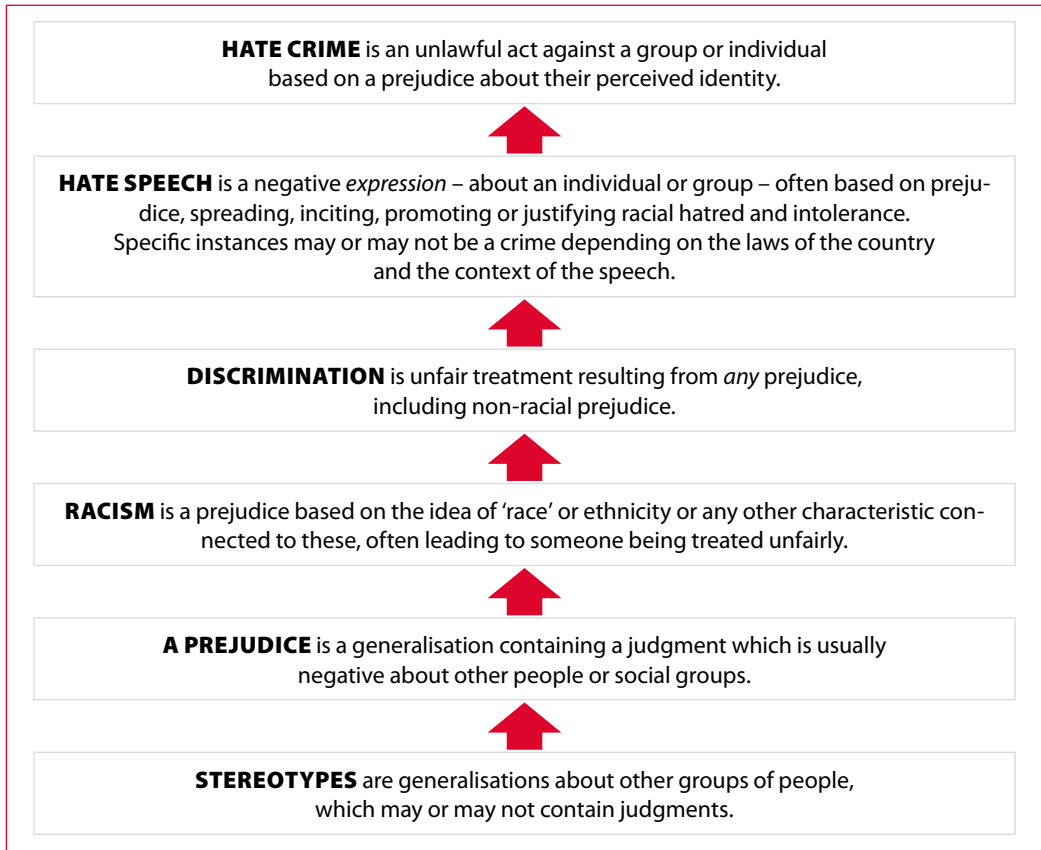 HATE CRIME is an unlawful act against a group or individual
based on a prejudice about their perceived identity.
HATE SPEECH is a negative expression – about an individual or group – often based on preju-
dice, spreading, inciting, promoting or justifying racial hatred and intolerance.
Specific instances may or may not be a crime depending on the laws of the country
and the context of the speech.
DISCRIMINATION is unfair treatment resulting from any prejudice,
including non-racial prejudice.
RACISM is a prejudice based on the idea of ‘race’ or ethnicity or any other characteristic con-
nected to these, often leading to someone being treated unfairly.
A PREJUDICE is a generalisation containing a judgment which is usually
negative about other people or social groups.
STEREOTYPES are generalisations about other groups of people,
which may or may not contain judgments.